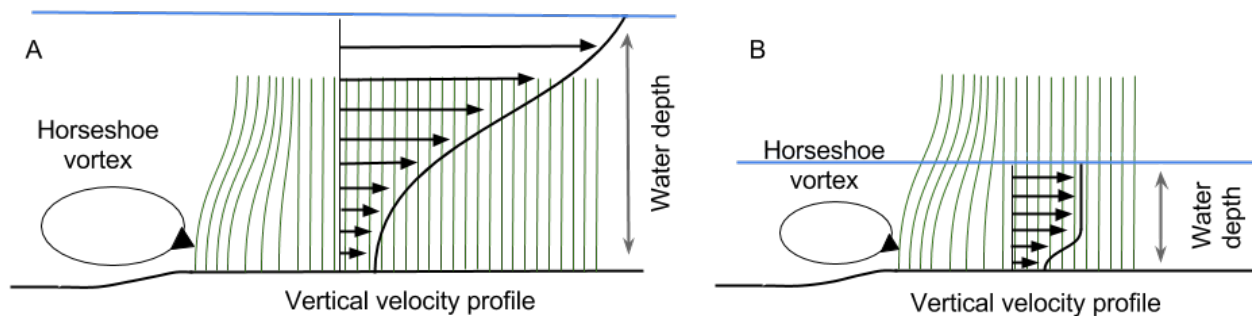 A
Horseshoe
vortex
Water depth
Vertical velocity profile
B
Horseshoe
vortex
Water
depth
Vertical velocity profile